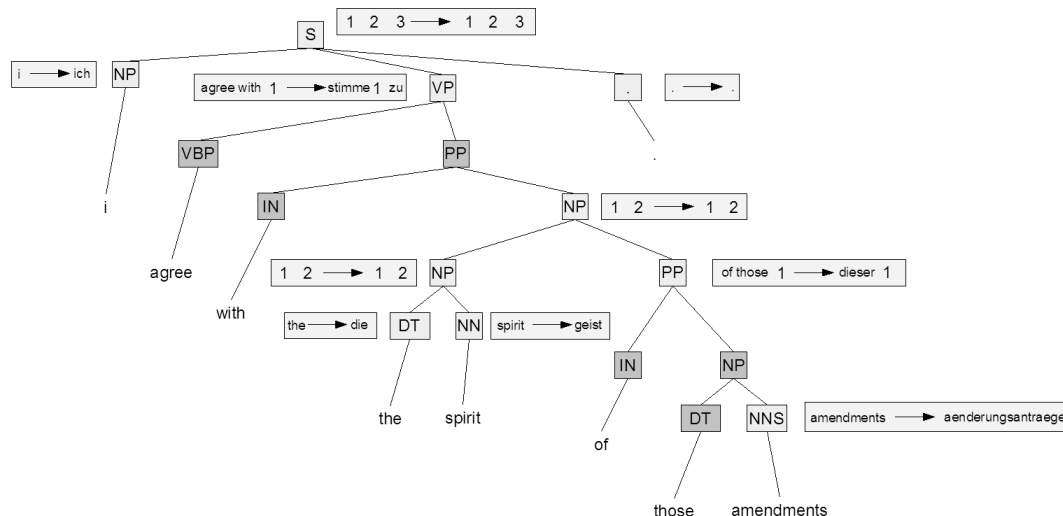 S 1 2 3 → 1 2 3
i → ich NP agree with 1 → stimme 1 zu VP . . → .
VBP PP .
i IN NP 1 2 → 1 2
agree 1 2 → 1 2 NP PP of those 1 → dieser 1
with
the → die DT NN spirit → geist
IN NP
the spirit DT NNS amendments → aenderungsantraege
of
those amendments